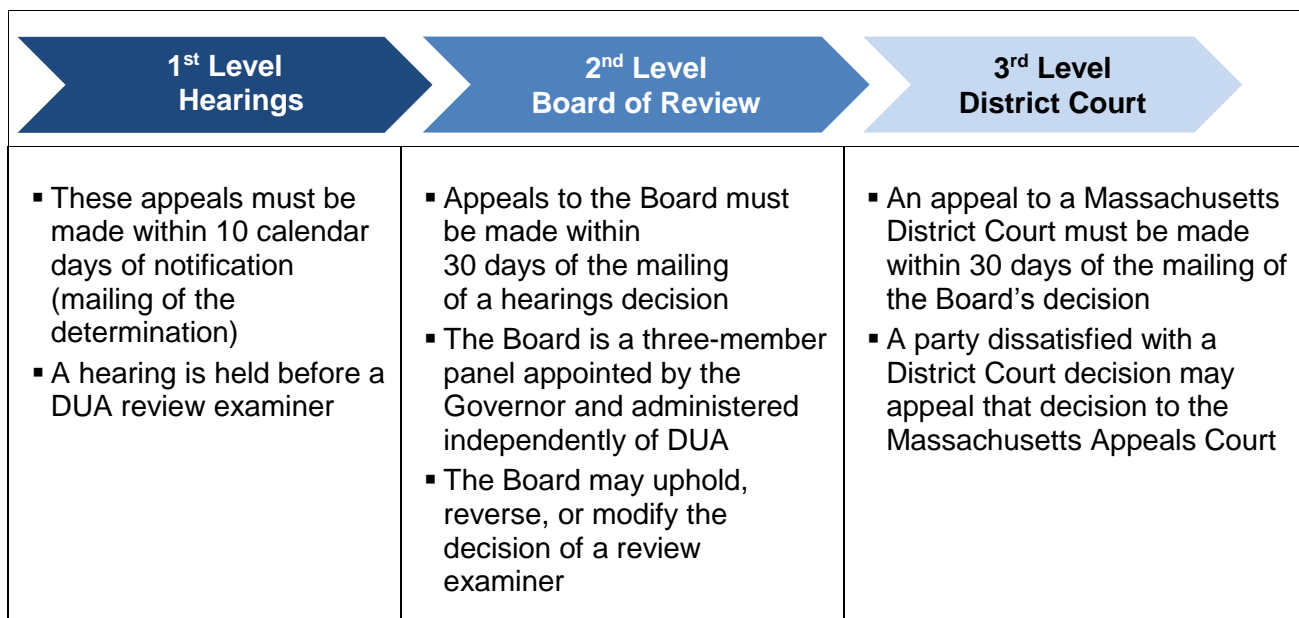 1st Level
Hearings
2nd Level
Board of Review
3rd Level
District Court
▪ These appeals must be
made within 10 calendar
days of notification
(mailing of the
determination)
▪ A hearing is held before a
DUA review examiner
▪ Appeals to the Board must
be made within
30 days of the mailing
of a hearings decision
▪ The Board is a three-member
panel appointed by the
Governor and administered
independently of DUA
▪ The Board may uphold,
reverse, or modify the
decision of a review
examiner
▪ An appeal to a Massachusetts
District Court must be made
within 30 days of the mailing of
the Board’s decision
▪ A party dissatisfied with a
District Court decision may
appeal that decision to the
Massachusetts Appeals Court